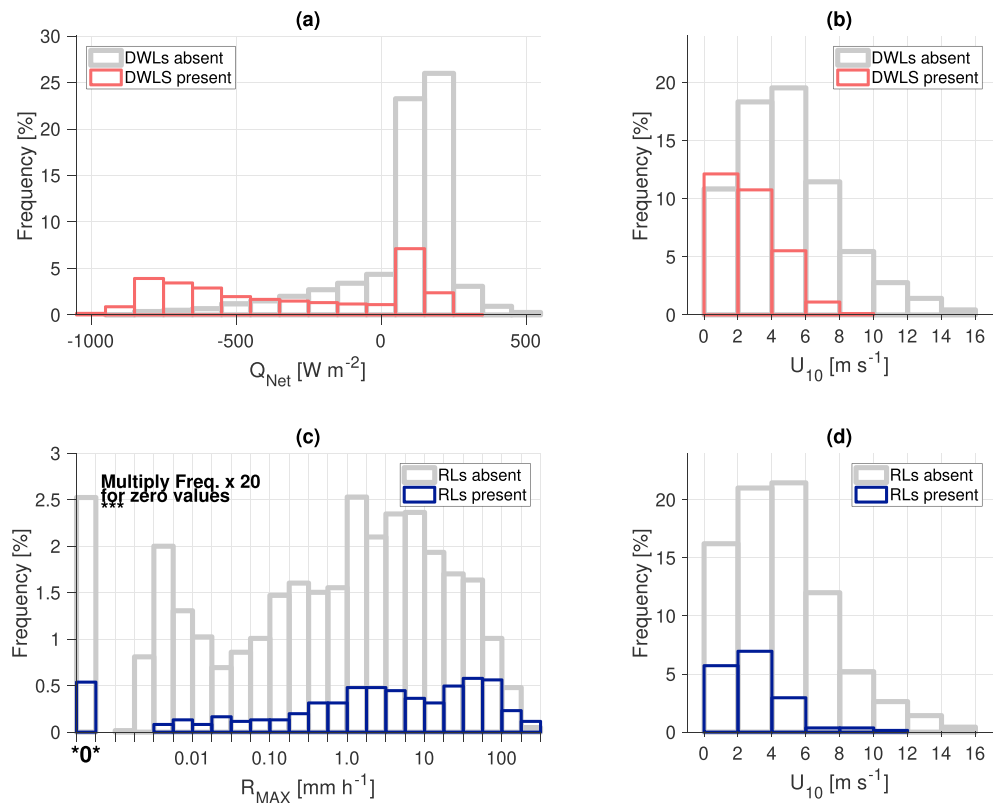 (a)
DWLs absent
DWLS present
Frequency [%]
30
25
20
15
10
5
0
-1000
-500
0
500
Q_Net [W m⁻²]
(b)
DWLs absent
DWLS present
Frequency [%]
20
15
10
5
0
0
2
4
6
8
10
12
14
16
U₁₀ [m s⁻¹]
(c)
Multiply Freq. x 20
for zero values
***
RLs absent
RLs present
Frequency [%]
3
2.5
2
1.5
1
0.5
0
*0*
0.01
0.10
1.0
10
100
R_MAX [mm h⁻¹]
(d)
RLs absent
RLs present
Frequency [%]
20
15
10
5
0
0
2
4
6
8
10
12
14
16
U₁₀ [m s⁻¹]